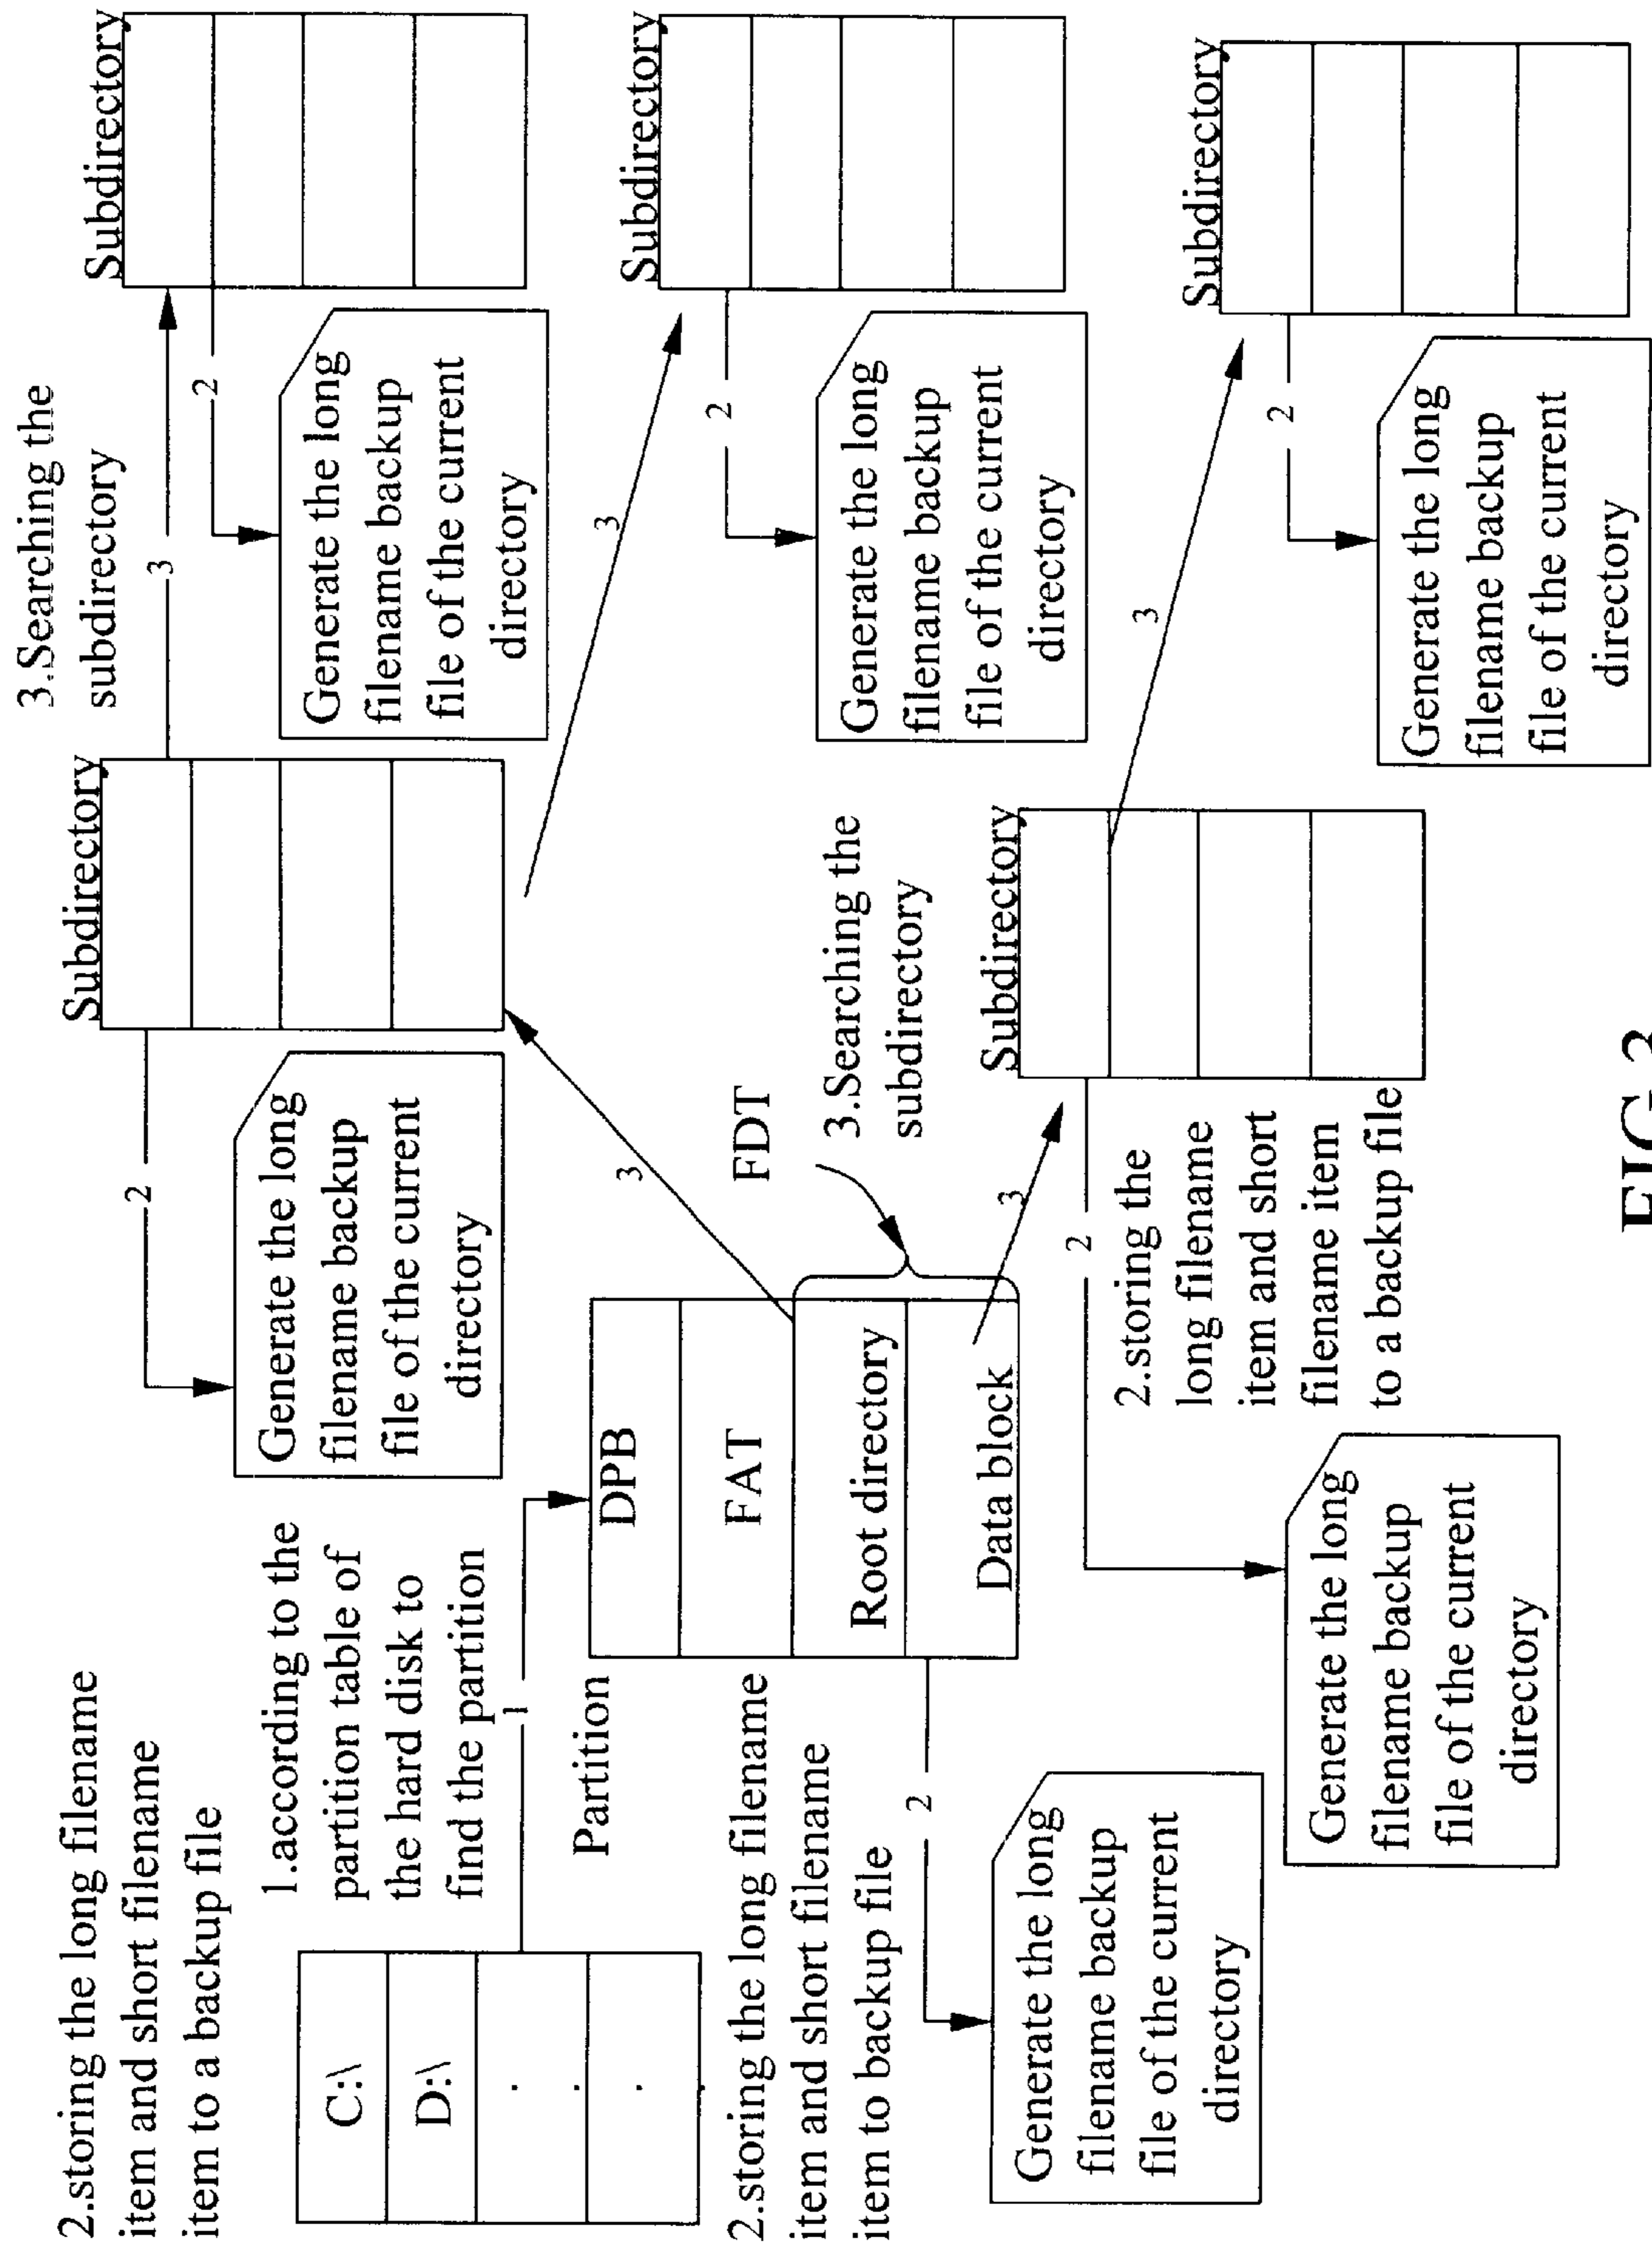 2.storing the long filename
item and short filename
item to a backup file
C:\
D:\
.
.
.
1.according to the
partition table of
the hard disk to
find the partition
1
Partition
DPB
FAT
Root directory
Data block
FDT
2.storing the long filename
item and short filename
item to backup file
2
Generate the long
filename backup
file of the current
directory
3
Subdirectory
2
Generate the long
filename backup
file of the current
directory
3.Searching the
subdirectory
3
Subdirectory
2
Generate the long
filename backup
file of the current
directory
3
Subdirectory
2
Generate the long
filename backup
file of the current
directory
3.Searching the
subdirectory
3
Subdirectory
2
2.storing the
long filename
item and short
filename item
to a backup file
Generate the long
filename backup
file of the current
directory
3
Subdirectory
2
Generate the long
filename backup
file of the current
directory
FIG.3